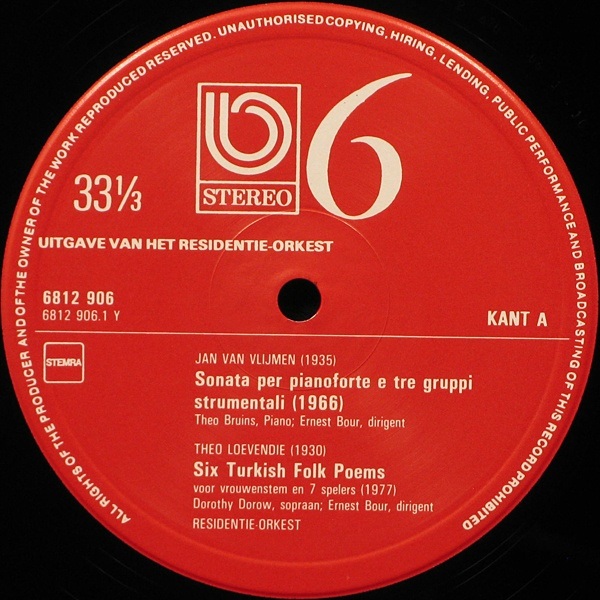 ALL RIGHTS OF THE PRODUCER AND OF THE OWNER OF THE WORK REPRODUCED RESERVED. UNAUTHORISED COPYING, HIRING, LENDING, PUBLIC PERFORMANCE AND BROADCASTING OF THIS RECORD PROHIBITED
b
STEREO
6
33⅓
UITGAVE VAN HET RESIDENTIE-ORKEST
6812 906
6812 906.1 Y
KANT A
STEMRA
JAN VAN VLIJMEN (1935)
Sonata per pianoforte e tre gruppi
strumentali (1966)
Theo Bruins, Piano; Ernest Bour, dirigent
THEO LOEVENDIE (1930)
Six Turkish Folk Poems
voor vrouwenstem en 7 spelers (1977)
Dorothy Dorow, sopraan; Ernest Bour, dirigent
RESIDENTIE-ORKEST